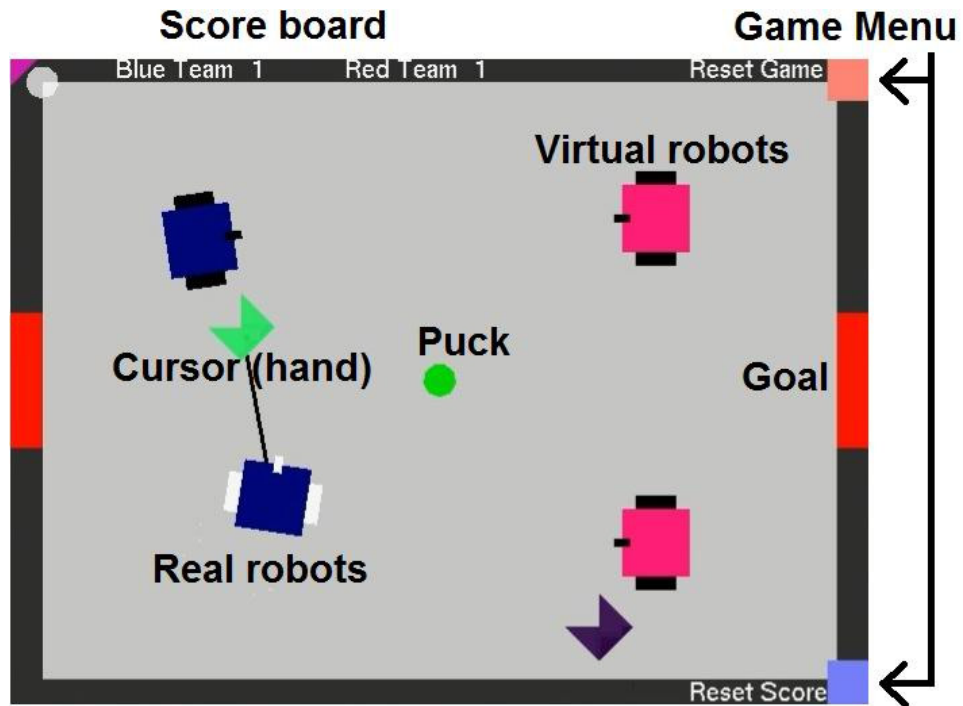 Score board
Game Menu
Blue Team 1 Red Team 1 Reset Game
Virtual robots
Puck
Cursor (hand)
Goal
Real robots
Reset Score